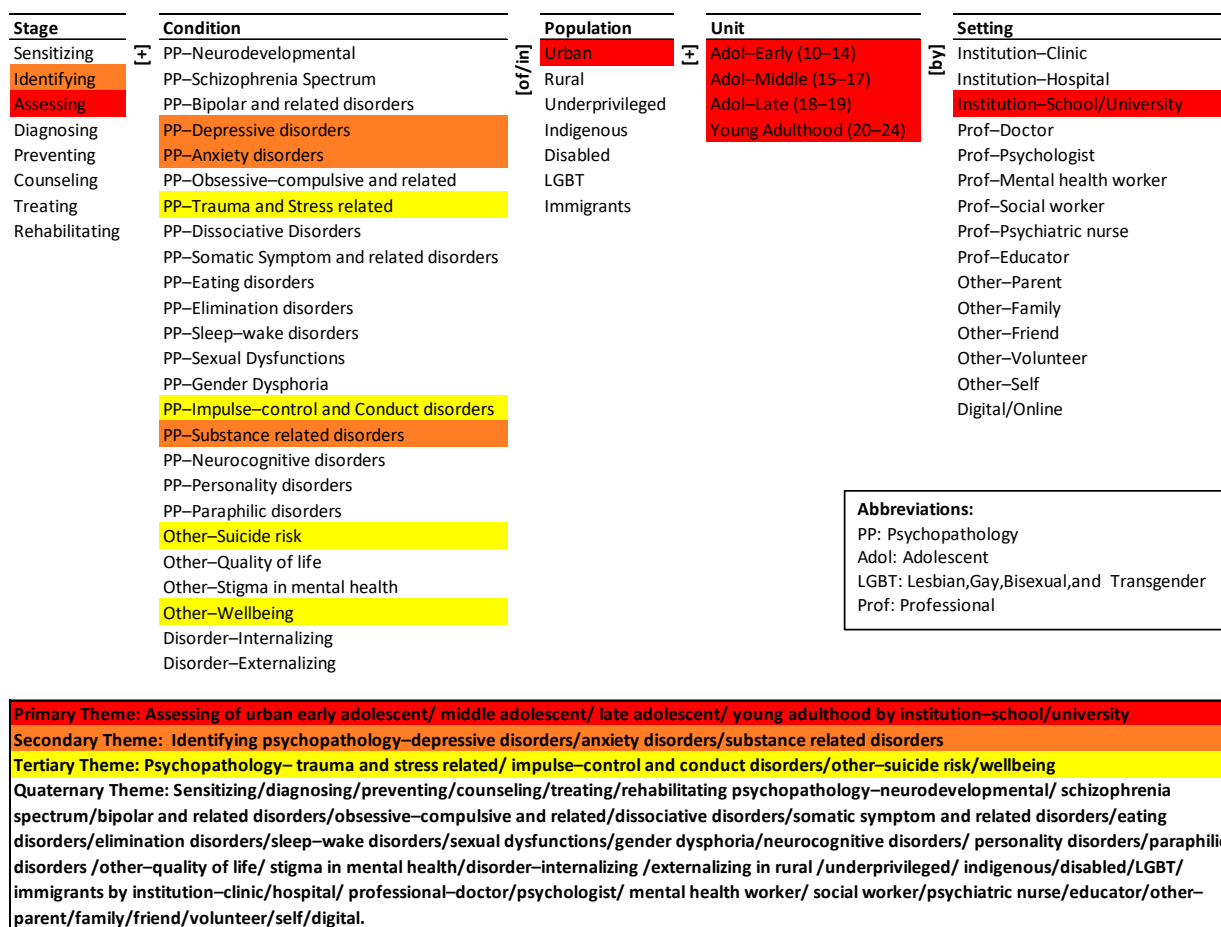 Stage
Sensitizing
Identifying
Assessing
Diagnosing
Preventing
Counseling
Treating
Rehabilitating
[+]
Condition
PP–Neurodevelopmental
PP–Schizophrenia Spectrum
PP–Bipolar and related disorders
PP–Depressive disorders
PP–Anxiety disorders
PP–Obsessive–compulsive and related
PP–Trauma and Stress related
PP–Dissociative Disorders
PP–Somatic Symptom and related disorders
PP–Eating disorders
PP–Elimination disorders
PP–Sleep–wake disorders
PP–Sexual Dysfunctions
PP–Gender Dysphoria
PP–Impulse–control and Conduct disorders
PP–Substance related disorders
PP–Neurocognitive disorders
PP–Personality disorders
PP–Paraphilic disorders
Other–Suicide risk
Other–Quality of life
Other–Stigma in mental health
Other–Wellbeing
Disorder–Internalizing
Disorder–Externalizing
[of/in]
Population
Urban
Rural
Underprivileged
Indigenous
Disabled
LGBT
Immigrants
[+]
Unit
Adol–Early (10–14)
Adol–Middle (15–17)
Adol–Late (18–19)
Young Adulthood (20–24)
[by]
Setting
Institution–Clinic
Institution–Hospital
Institution–School/University
Prof–Doctor
Prof–Psychologist
Prof–Mental health worker
Prof–Social worker
Prof–Psychiatric nurse
Prof–Educator
Other–Parent
Other–Family
Other–Friend
Other–Volunteer
Other–Self
Digital/Online
Abbreviations:
PP: Psychopathology
Adol: Adolescent
LGBT: Lesbian,Gay,Bisexual,and Transgender
Prof: Professional
Primary Theme: Assessing of urban early adolescent/ middle adolescent/ late adolescent/ young adulthood by institution–school/university
Secondary Theme: Identifying psychopathology–depressive disorders/anxiety disorders/substance related disorders
Tertiary Theme: Psychopathology– trauma and stress related/ impulse–control and conduct disorders/other–suicide risk/wellbeing
Quaternary Theme: Sensitizing/diagnosing/preventing/counseling/treating/rehabilitating psychopathology–neurodevelopmental/ schizophrenia
spectrum/bipolar and related disorders/obsessive–compulsive and related/dissociative disorders/somatic symptom and related disorders/eating
disorders/elimination disorders/sleep–wake disorders/sexual dysfunctions/gender dysphoria/neurocognitive disorders/ personality disorders/paraphilic
disorders /other–quality of life/ stigma in mental health/disorder–internalizing /externalizing in rural /underprivileged/ indigenous/disabled/LGBT/
immigrants by institution–clinic/hospital/ professional–doctor/psychologist/ mental health worker/ social worker/psychiatric nurse/educator/other–
parent/family/friend/volunteer/self/digital.